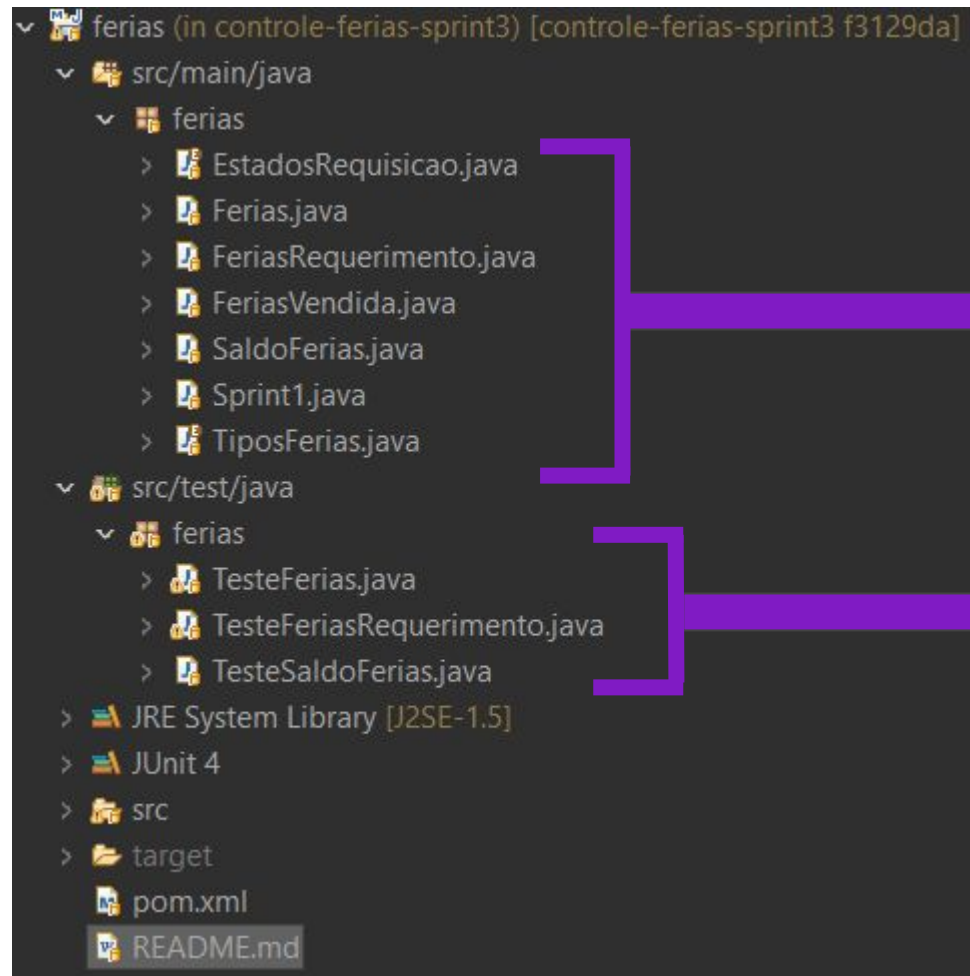 ferias (in controle-ferias-sprint3) [controle-ferias-sprint3 f3129da]
src/main/java
ferias
EstadosRequisicao.java
Ferias.java
FeriasRequerimento.java
FeriasVendida.java
SaldoFerias.java
Sprint1.java
TiposFerias.java
src/test/java
ferias
TesteFerias.java
TesteFeriasRequerimento.java
TesteSaldoFerias.java
JRE System Library [J2SE-1.5]
JUnit 4
src
target
pom.xml
README.md